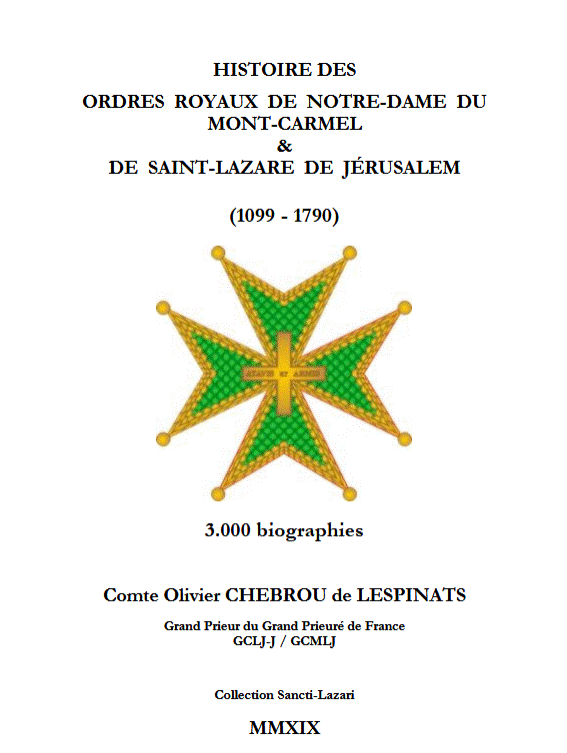 HISTOIRE DES
ORDRES ROYAUX DE NOTRE-DAME DU
MONT-CARMEL
&
DE SAINT-LAZARE DE JÉRUSALEM
(1099 - 1790)
ATAVIS ET ARMIS
3.000 biographies
Comte Olivier CHEBROU de LESPINATS
Grand Prieur du Grand Prieuré de France
GCLJ-J / GCMLJ
Collection Sancti-Lazari
MMXIX